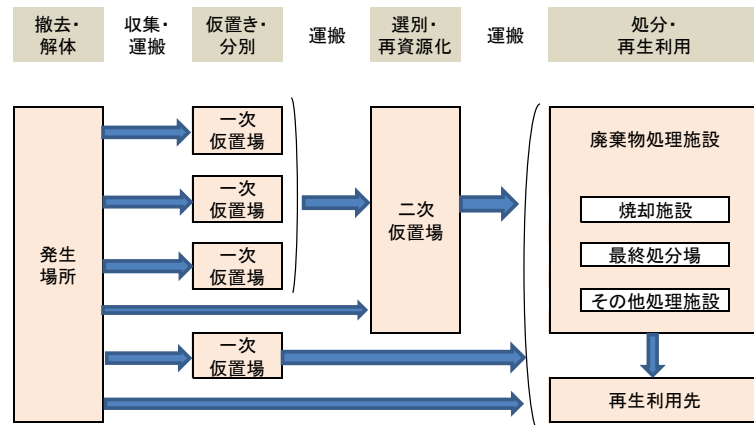 撤去・
解体
収集・
運搬
仮置き・
分別
運搬
選別・
再資源化
運搬
処分・
再生利用
発生
場所
一次
仮置場
一次
仮置場
一次
仮置場
一次
仮置場
二次
仮置場
廃棄物処理施設
焼却施設
最終処分場
その他処理施設
再生利用先